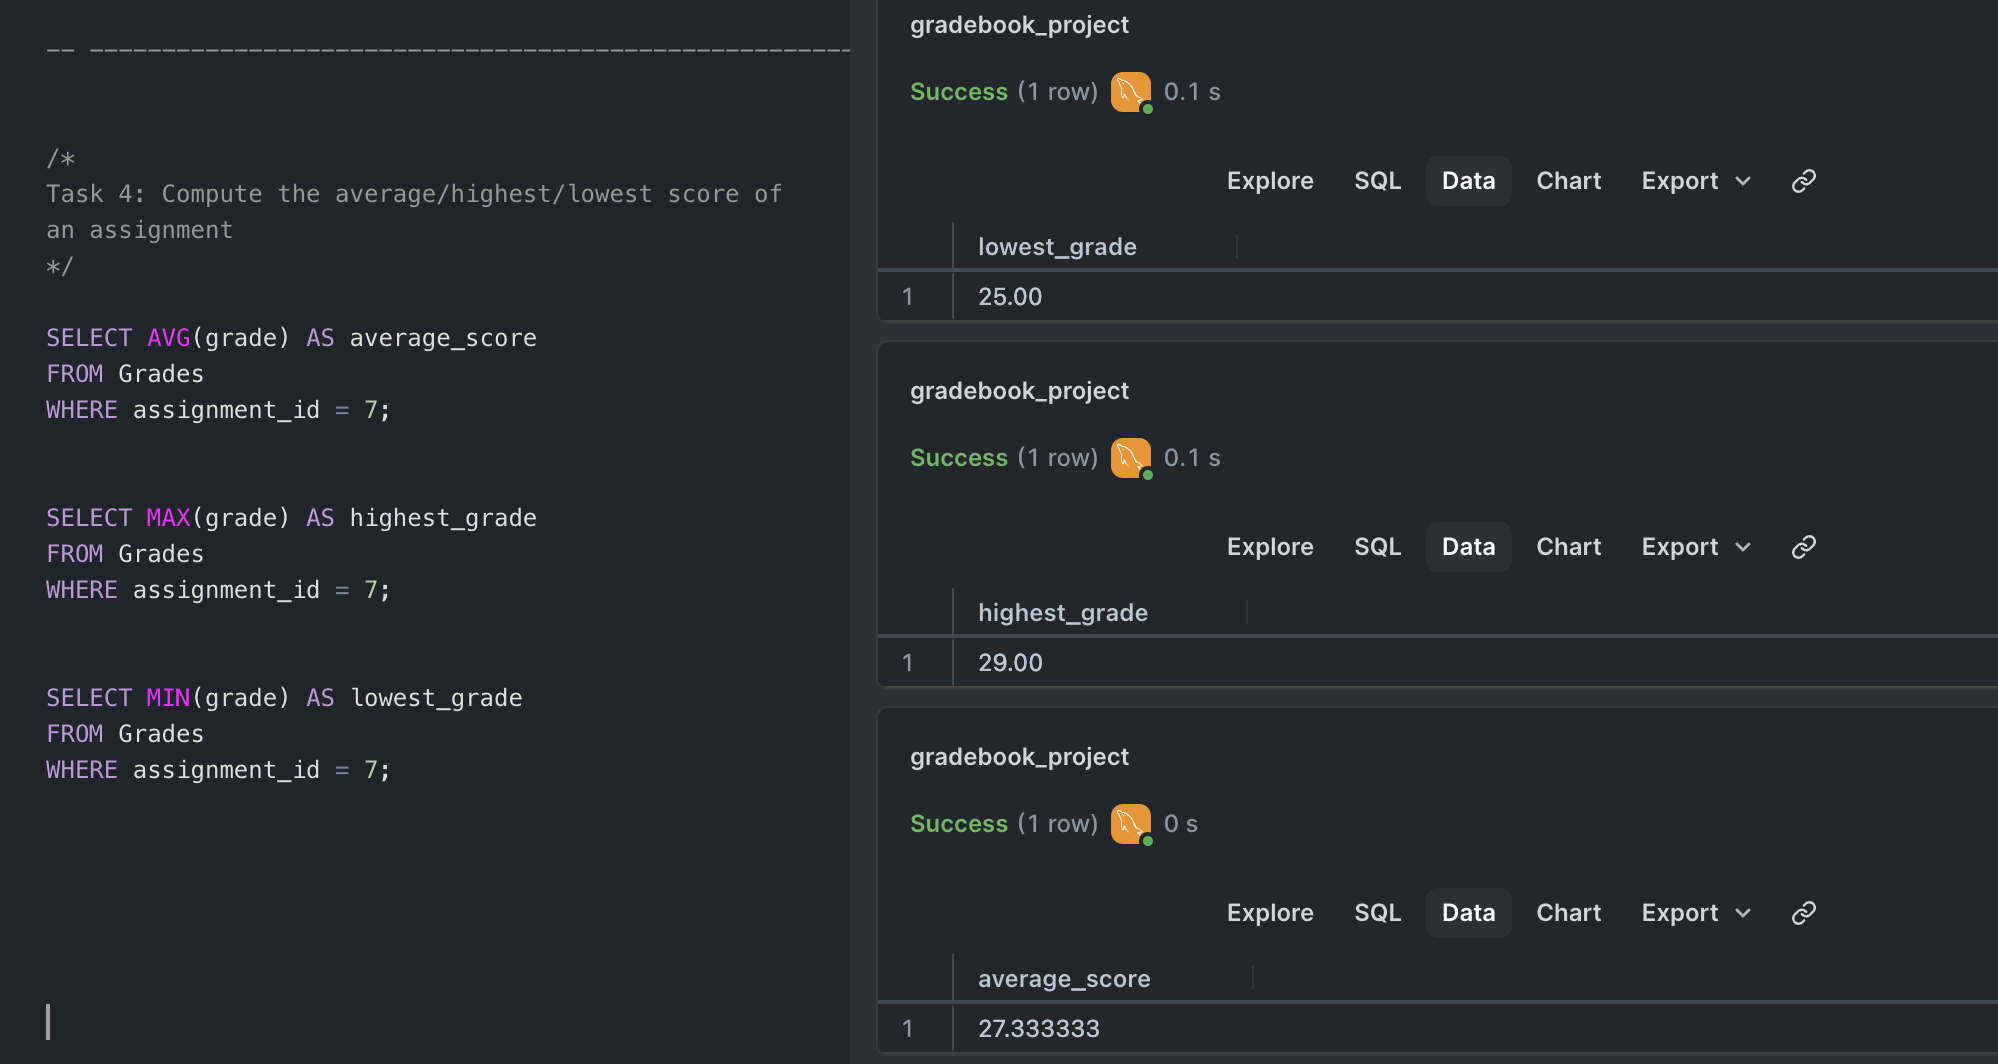 -- -----------------------------------------------------
/*
Task 4: Compute the average/highest/lowest score of
an assignment
*/
SELECT AVG(grade) AS average_score
FROM Grades
WHERE assignment_id = 7;
SELECT MAX(grade) AS highest_grade
FROM Grades
WHERE assignment_id = 7;
SELECT MIN(grade) AS lowest_grade
FROM Grades
WHERE assignment_id = 7;
gradebook_project
Success (1 row) 0.1 s
Explore SQL Data Chart Export
lowest_grade
1 25.00
gradebook_project
Success (1 row) 0.1 s
Explore SQL Data Chart Export
highest_grade
1 29.00
gradebook_project
Success (1 row) 0 s
Explore SQL Data Chart Export
average_score
1 27.333333